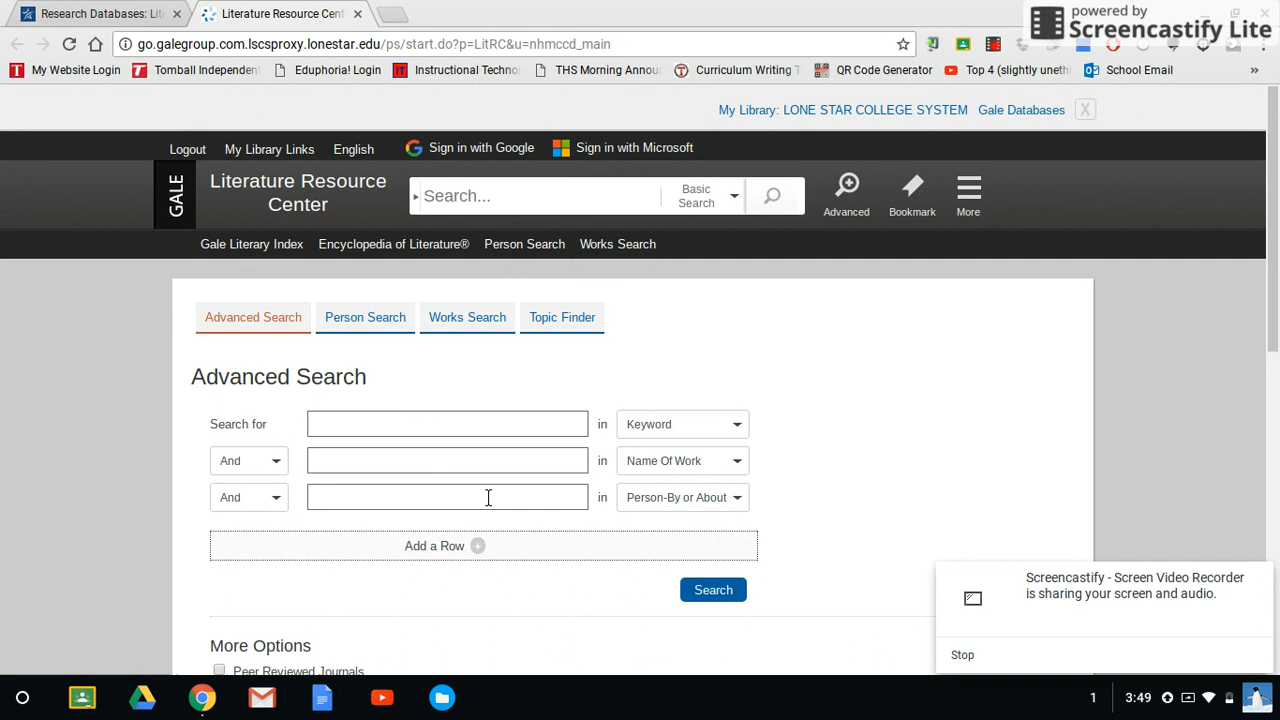 Research Databases: Lit
Literature Resource Cent
powered by
Screencastify Lite
go.galegroup.com.lscsproxy.lonestar.edu/ps/start.do?p=LitRC&u=nhmccd_main
My Website Login
Tomball Independent
Eduphoria! Login
Instructional Techno
THS Morning Annou
Curriculum Writing T
QR Code Generator
Top 4 (slightly uneth
School Email
»
My Library: LONE STAR COLLEGE SYSTEM
Gale Databases
X
Logout
My Library Links
English
Sign in with Google
Sign in with Microsoft
GALE
Literature Resource
Center
Search...
Basic
Search
Advanced
Bookmark
More
Gale Literary Index
Encyclopedia of Literature®
Person Search
Works Search
Advanced Search
Person Search
Works Search
Topic Finder
Advanced Search
Search for
in
Keyword
And
in
Name Of Work
And
in
Person-By or About
Add a Row
Search
Screencastify - Screen Video Recorder
is sharing your screen and audio.
Stop
More Options
Peer Reviewed Journals
1
3:49